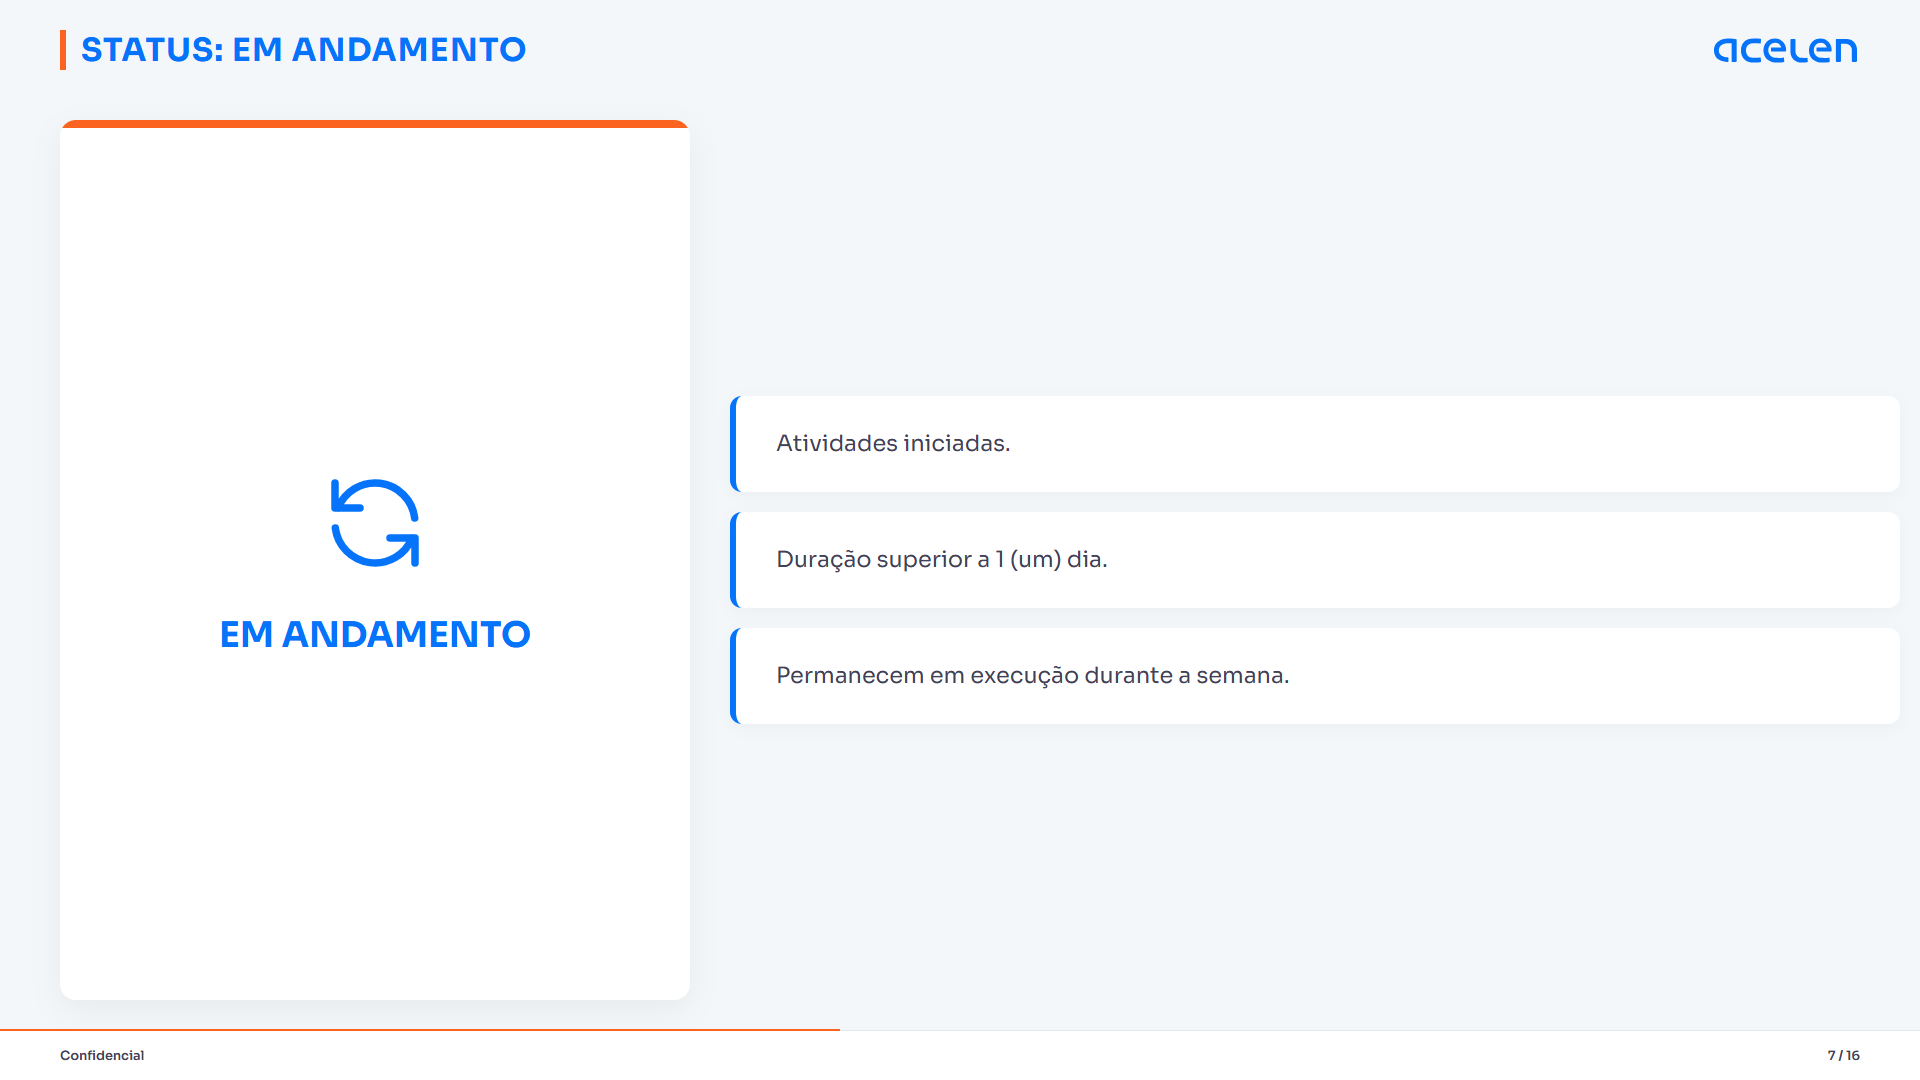 STATUS: EM ANDAMENTO
acelen
EM ANDAMENTO
Atividades iniciadas.
Duração superior a 1 (um) dia.
Permanecem em execução durante a semana.
Confidencial
7 / 16